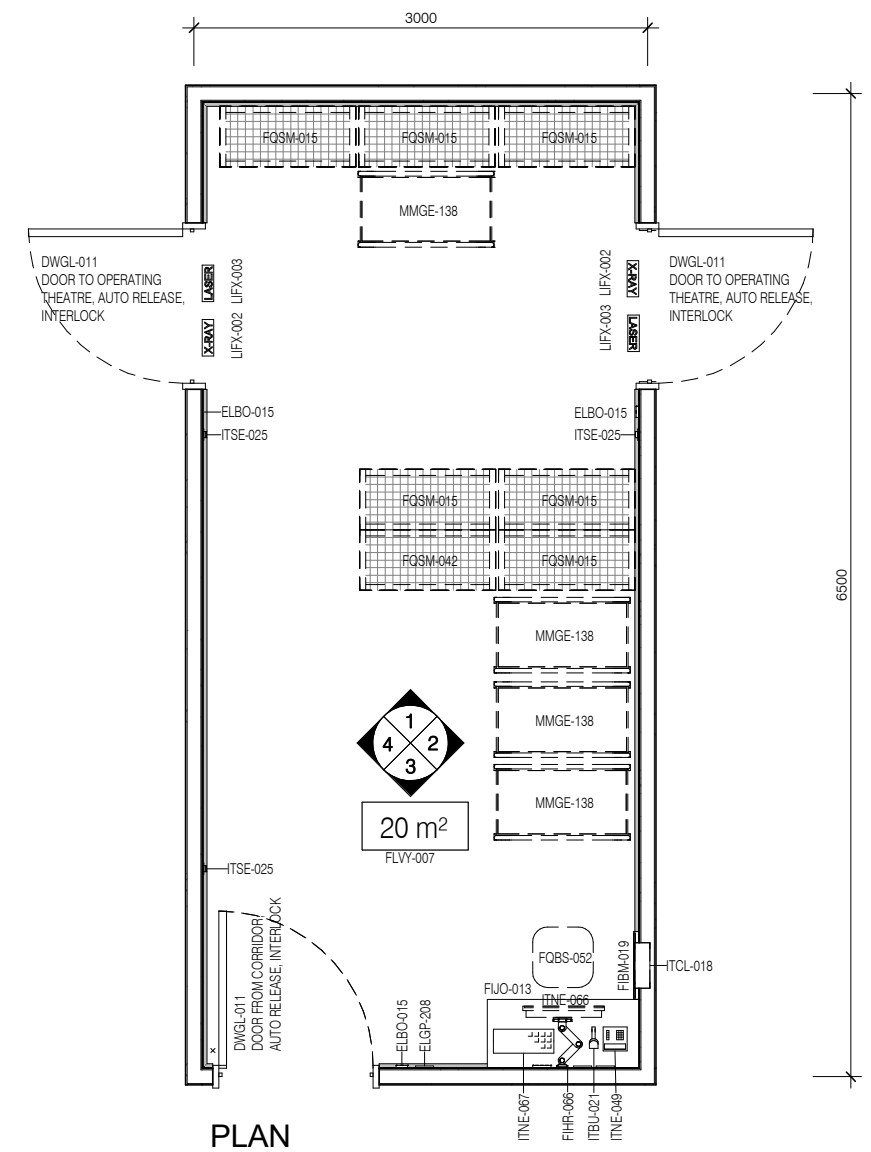 3000
FQSM-015
FQSM-015
FQSM-015
MMGE-138
DWGL-011
DOOR TO OPERATING
THEATRE, AUTO RELEASE,
INTERLOCK
LASER
LIFX-003
X-RAY
LIFX-002
LIFX-002
X-RAY
LIFX-003
LASER
DWGL-011
DOOR TO OPERATING
THEATRE, AUTO RELEASE,
INTERLOCK
ELBO-015
ITSE-025
ELBO-015
ITSE-025
FQSM-015
FQSM-015
FQSM-042
FQSM-015
6500
MMGE-138
MMGE-138
MMGE-138
1
4
2
3
20 m²
FLVY-007
ITSE-025
DWGL-011
DOOR FROM CORRIDOR,
AUTO RELEASE, INTERLOCK
x
FQBS-052
FIBM-019
ITCL-018
FIJO-013
ITNE-066
ELBO-015
ELGP-208
ITNE-067
FIHR-066
ITBU-021
ITNE-049
PLAN